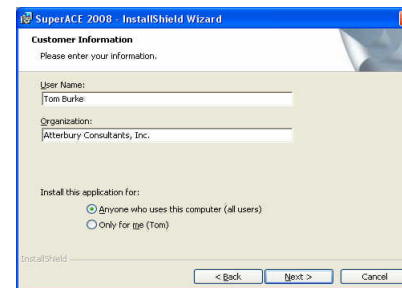 SuperACE 2008 - InstallShield Wizard
Customer Information
Please enter your information.
User Name:
Tom Burke
Organization:
Atterbury Consultants, Inc.
Install this application for:
Anyone who uses this computer (all users)
Only for me (Tom)
InstallShield
< Back Next > Cancel